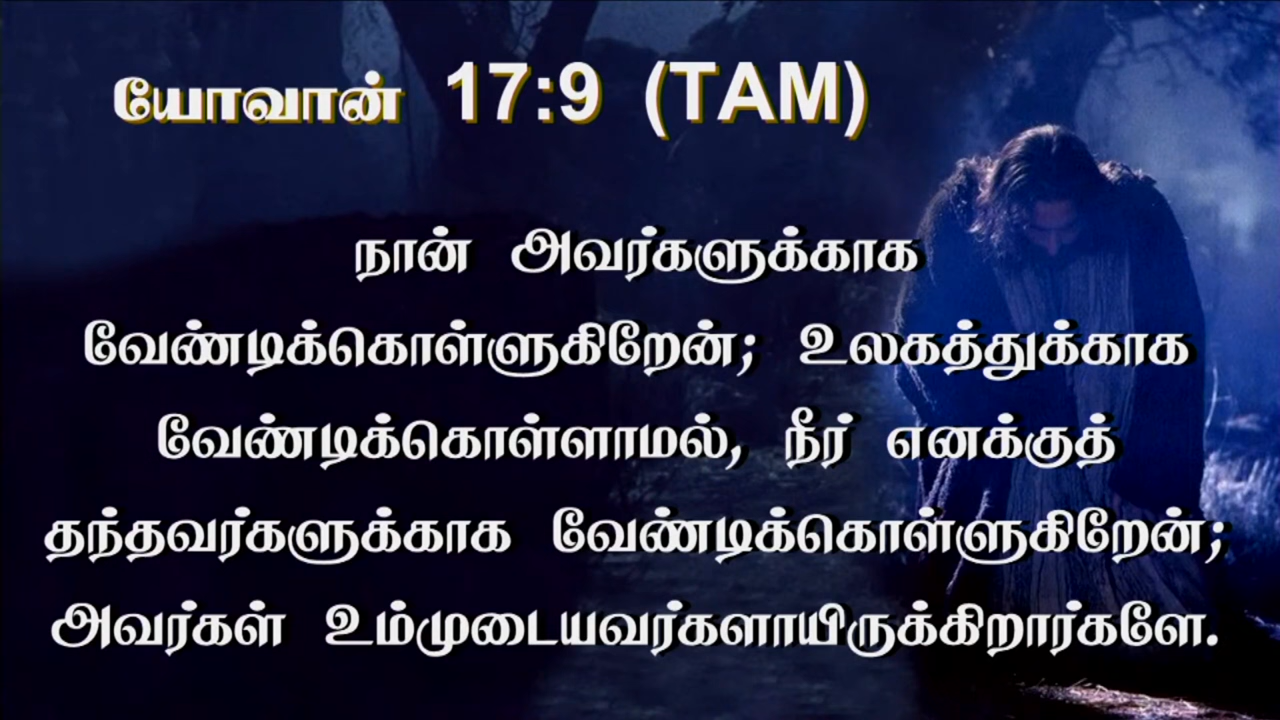 யோவான் 17:9 (TAM)
நான் அவர்களுக்காக
வேண்டிக்கொள்ளுகிறேன்; உலகத்துக்காக
வேண்டிக்கொள்ளாமல், நீர் எனக்குத்
தந்தவர்களுக்காக வேண்டிக்கொள்ளுகிறேன்;
அவர்கள் உம்முடையவர்களாயிருக்கிறார்களே.